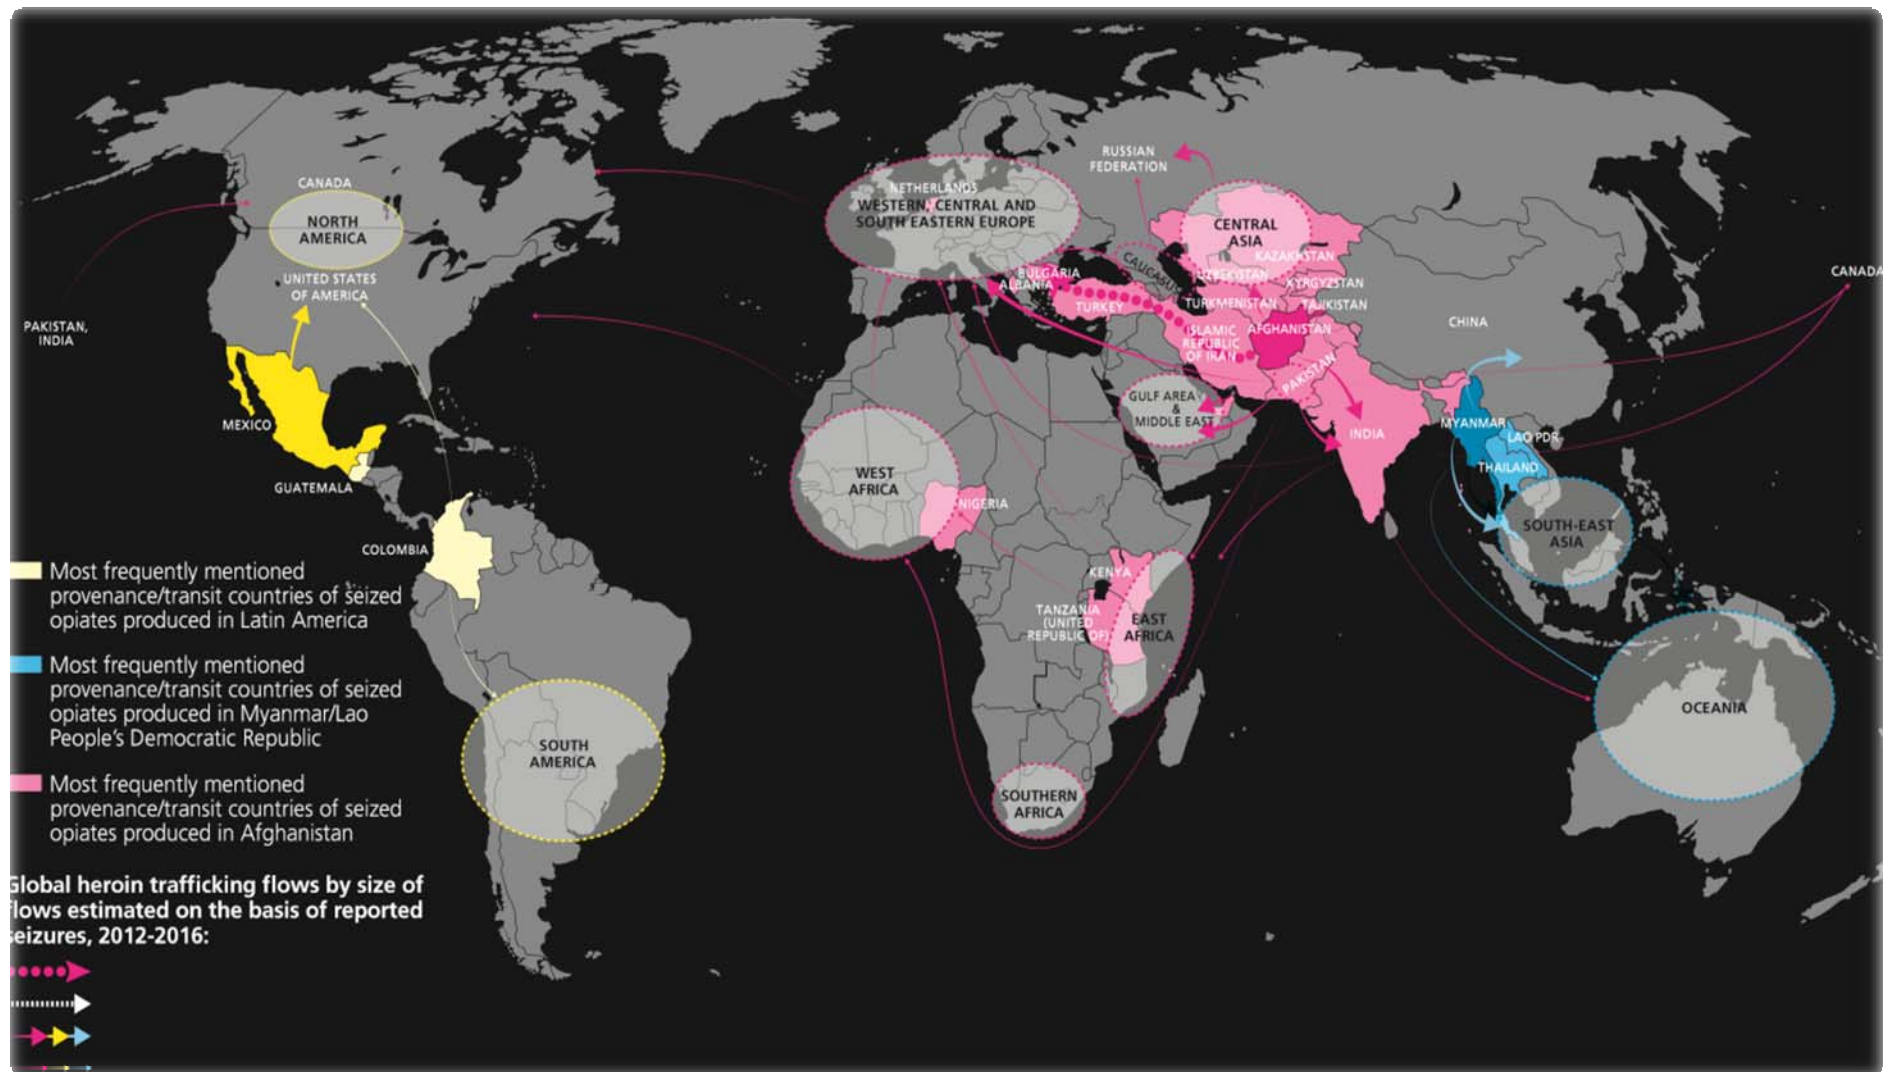 RUSSIAN
FEDERATION
CANADA
NETHERLANDS
WESTERN, CENTRAL AND
SOUTH EASTERN EUROPE
NORTH
AMERICA
CENTRAL
ASIA
KAZAKHSTAN
CAUCASUS
UNITED STATES
OF AMERICA
BULGARIA
ALBANIA
UZBEKISTAN
KYRGYZSTAN
CANADA
TURKEY
TURKMENISTAN
TAJIKISTAN
PAKISTAN,
INDIA
ISLAMIC
REPUBLIC
OF IRAN
AFGHANISTAN
CHINA
PAKISTAN
GULF AREA
&
MIDDLE EAST
MEXICO
INDIA
MYANMAR
LAO PDR
THAILAND
GUATEMALA
WEST
AFRICA
NIGERIA
SOUTH-EAST
ASIA
COLOMBIA
KENYA
TANZANIA
(UNITED
REPUBLIC OF)
EAST
AFRICA
OCEANIA
SOUTH
AMERICA
SOUTHERN
AFRICA
Most frequently mentioned
provenance/transit countries of seized
opiates produced in Latin America
Most frequently mentioned
provenance/transit countries of seized
opiates produced in Myanmar/Lao
People's Democratic Republic
Most frequently mentioned
provenance/transit countries of seized
opiates produced in Afghanistan
Global heroin trafficking flows by size of
flows estimated on the basis of reported
seizures, 2012-2016: